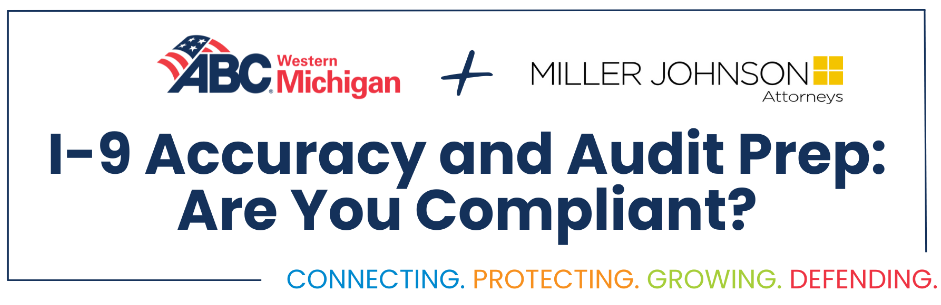 ABC Western Michigan + MILLER JOHNSON Attorneys
I-9 Accuracy and Audit Prep:
Are You Compliant?
CONNECTING. PROTECTING. GROWING. DEFENDING.